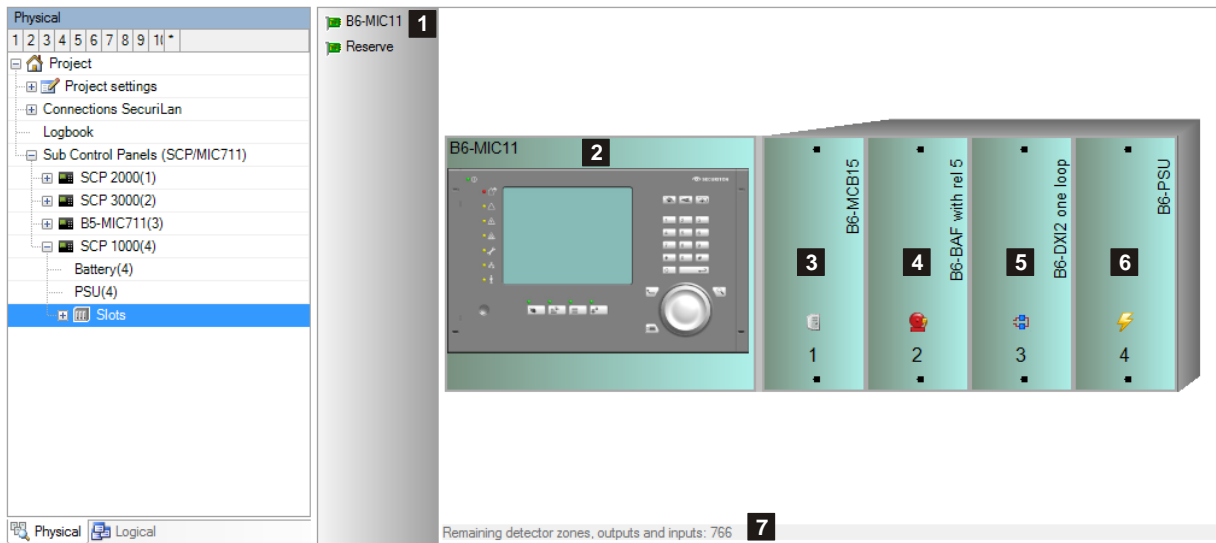 Physical
1 2 3 4 5 6 7 8 9 1( *
Project
Project settings
Connections SecuriLan
Logbook
Sub Control Panels (SCP/MIC711)
SCP 2000(1)
SCP 3000(2)
B5-MIC711(3)
SCP 1000(4)
Battery(4)
PSU(4)
Slots
Physical
Logical
B6-MIC11 1
Reserve
B6-MIC11 2
B6-MCB15
3
1
B6-BAF with rel 5
4
2
B6-DXI2 one loop
5
3
B6-PSU
6
4
Remaining detector zones, outputs and inputs: 766 7